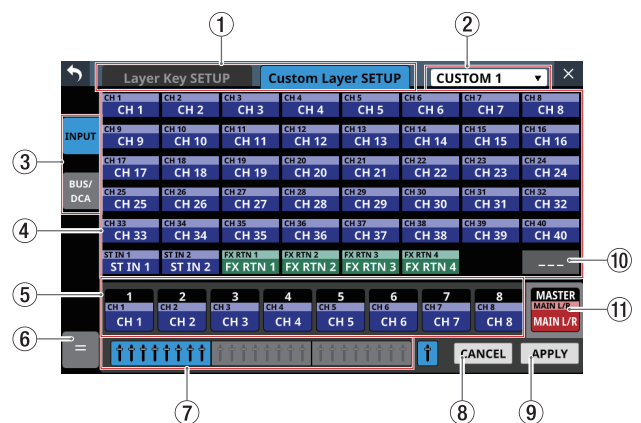 ① ②
Layer Key SETUP Custom Layer SETUP CUSTOM 1 ▼ ×
CH 1 CH 2 CH 3 CH 4 CH 5 CH 6 CH 7 CH 8
CH 1 CH 2 CH 3 CH 4 CH 5 CH 6 CH 7 CH 8
③ INPUT
CH 9 CH 10 CH 11 CH 12 CH 13 CH 14 CH 15 CH 16
CH 9 CH 10 CH 11 CH 12 CH 13 CH 14 CH 15 CH 16
CH 17 CH 18 CH 19 CH 20 CH 21 CH 22 CH 23 CH 24
CH 17 CH 18 CH 19 CH 20 CH 21 CH 22 CH 23 CH 24
BUS/
DCA
CH 25 CH 26 CH 27 CH 28 CH 29 CH 30 CH 31 CH 32
CH 25 CH 26 CH 27 CH 28 CH 29 CH 30 CH 31 CH 32
④
CH 33 CH 34 CH 35 CH 36 CH 37 CH 38 CH 39 CH 40
CH 33 CH 34 CH 35 CH 36 CH 37 CH 38 CH 39 CH 40
ST IN 1 ST IN 2 FX RTN 1 FX RTN 2 FX RTN 3 FX RTN 4
ST IN 1 ST IN 2 FX RTN 1 FX RTN 2 FX RTN 3 FX RTN 4 ___ ⑩
⑤ 1 2 3 4 5 6 7 8 MASTER
CH 1 CH 2 CH 3 CH 4 CH 5 CH 6 CH 7 CH 8 MAIN L/R
CH 1 CH 2 CH 3 CH 4 CH 5 CH 6 CH 7 CH 8 MAIN L/R ⑪
⑥ =
CANCEL APPLY
⑦ ⑧ ⑨